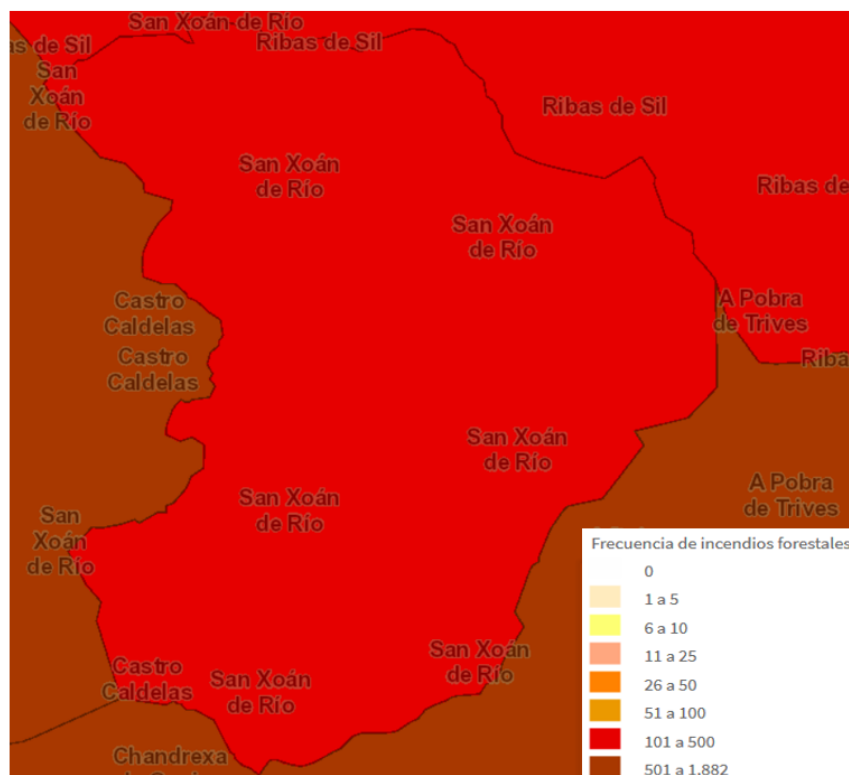 San Xoán de Río
Ribas de Sil
as de Sil
San
Xoán
de Río
Ribas de Sil
San Xoán
de Río
Ribas de
San Xoán
de Río
Castro
Caldelas
A Pobra
de Trives
Castro
Caldelas
Riba
San Xoán
de Río
A Pobra
de Trives
San Xoán
de Río
San
Xoán
de Río
San Xoán
de Río
Castro
Caldelas
San Xoán
de Río
Chandrexa
Frecuencia de incendios forestales
0
1 a 5
6 a 10
11 a 25
26 a 50
51 a 100
101 a 500
501 a 1.882